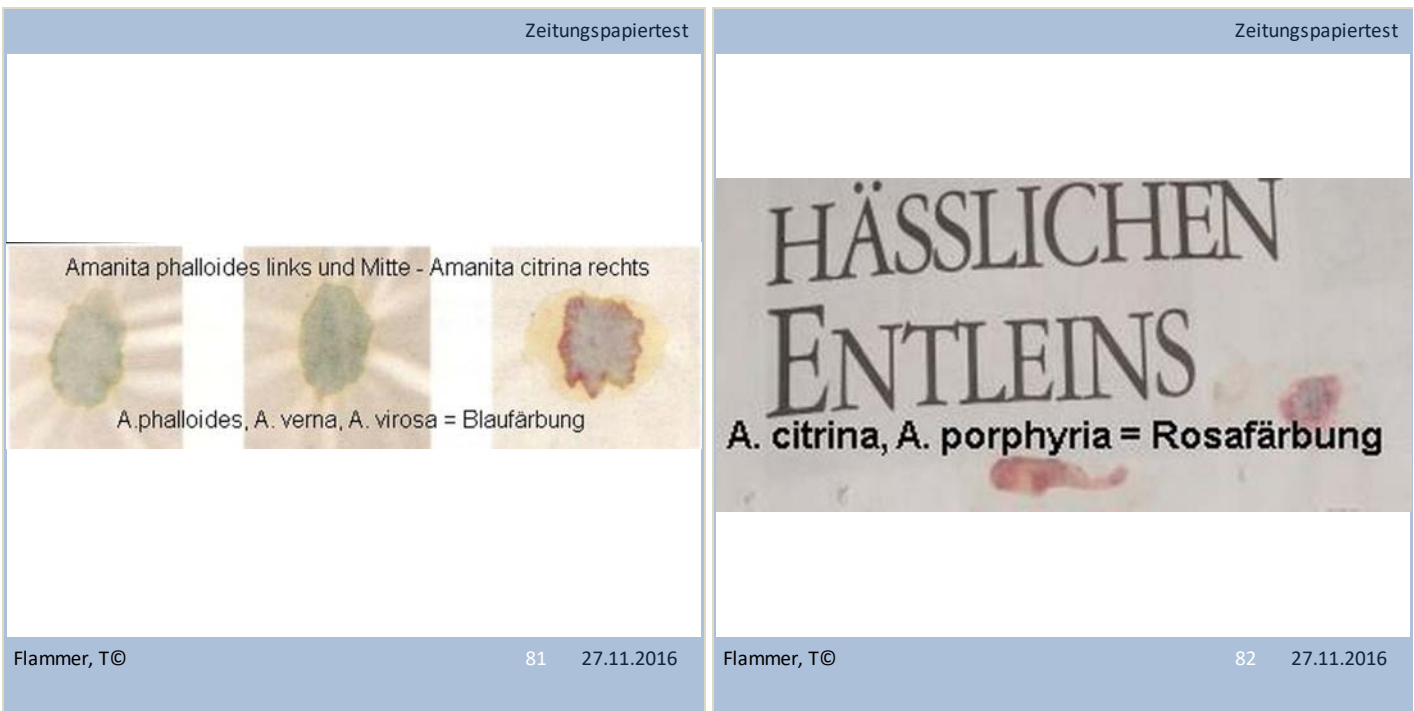 Zeitungspapiertest
Amanita phalloides links und Mitte - Amanita citrina rechts
A.phalloides, A. verna, A. virosa = Blaufärbung
Flammer, T© 81 27.11.2016
Zeitungspapiertest
HÄSSLICHEN
ENTLEINS
A. citrina, A. porphyria = Rosafärbung
Flammer, T© 82 27.11.2016